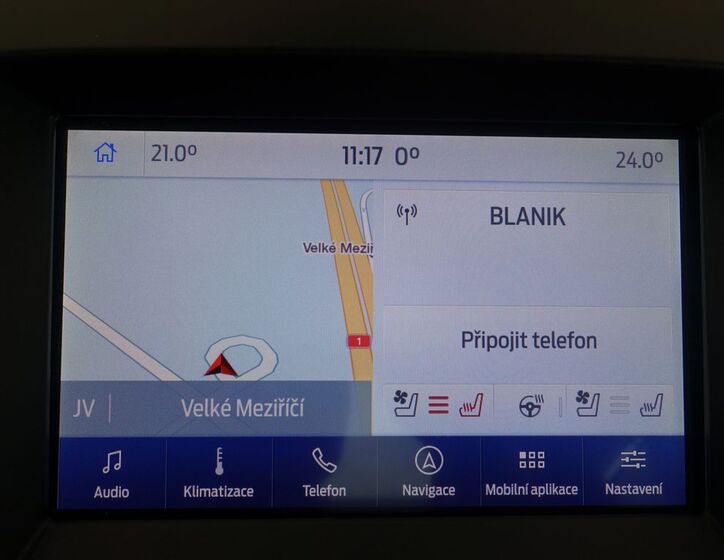 21.0° 11:17 0° 24.0°
Velké Meziř
BLANIK
1
Připojit telefon
JV Velké Meziříčí
Audio Klimatizace Telefon Navigace Mobilní aplikace Nastavení